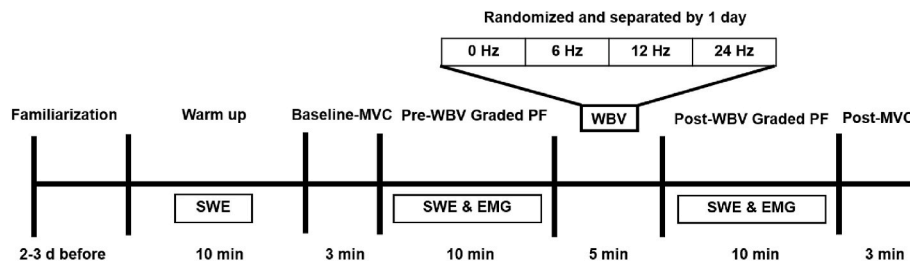 Randomized and separated by 1 day
0 Hz 6 Hz 12 Hz 24 Hz
Familiarization Warm up Baseline-MVC Pre-WBV Graded PF WBV Post-WBV Graded PF Post-MVC
SWE SWE & EMG SWE & EMG
2-3 d before 10 min 3 min 10 min 5 min 10 min 3 min